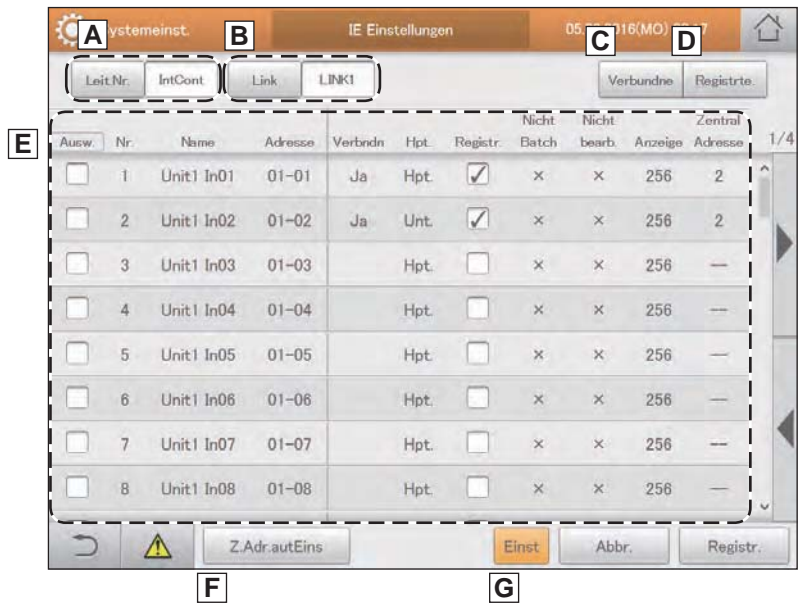 A
B
C
D
ystemeinst.
IE Einstellungen
05. 2016(MO)
Leit.Nr.
IntCont
Link
LINK1
Verbundne
Registrte.
E
Ausw. Nr. Name Adresse Verbndn Hpt. Registr. Nicht Batch Nicht bearb. Anzeige Zentral Adresse 1/4
1 Unit1 In01 01-01 Ja Hpt. ✓ × × 256 2
2 Unit1 In02 01-02 Ja Unt. ✓ × × 256 2
3 Unit1 In03 01-03 Hpt. × × 256 --
4 Unit1 In04 01-04 Hpt. × × 256 --
5 Unit1 In05 01-05 Hpt. × × 256 --
6 Unit1 In06 01-06 Hpt. × × 256 --
7 Unit1 In07 01-07 Hpt. × × 256 --
8 Unit1 In08 01-08 Hpt. × × 256 --
Z.Adr.autEins
Einst
Abbr.
Registr.
F
G